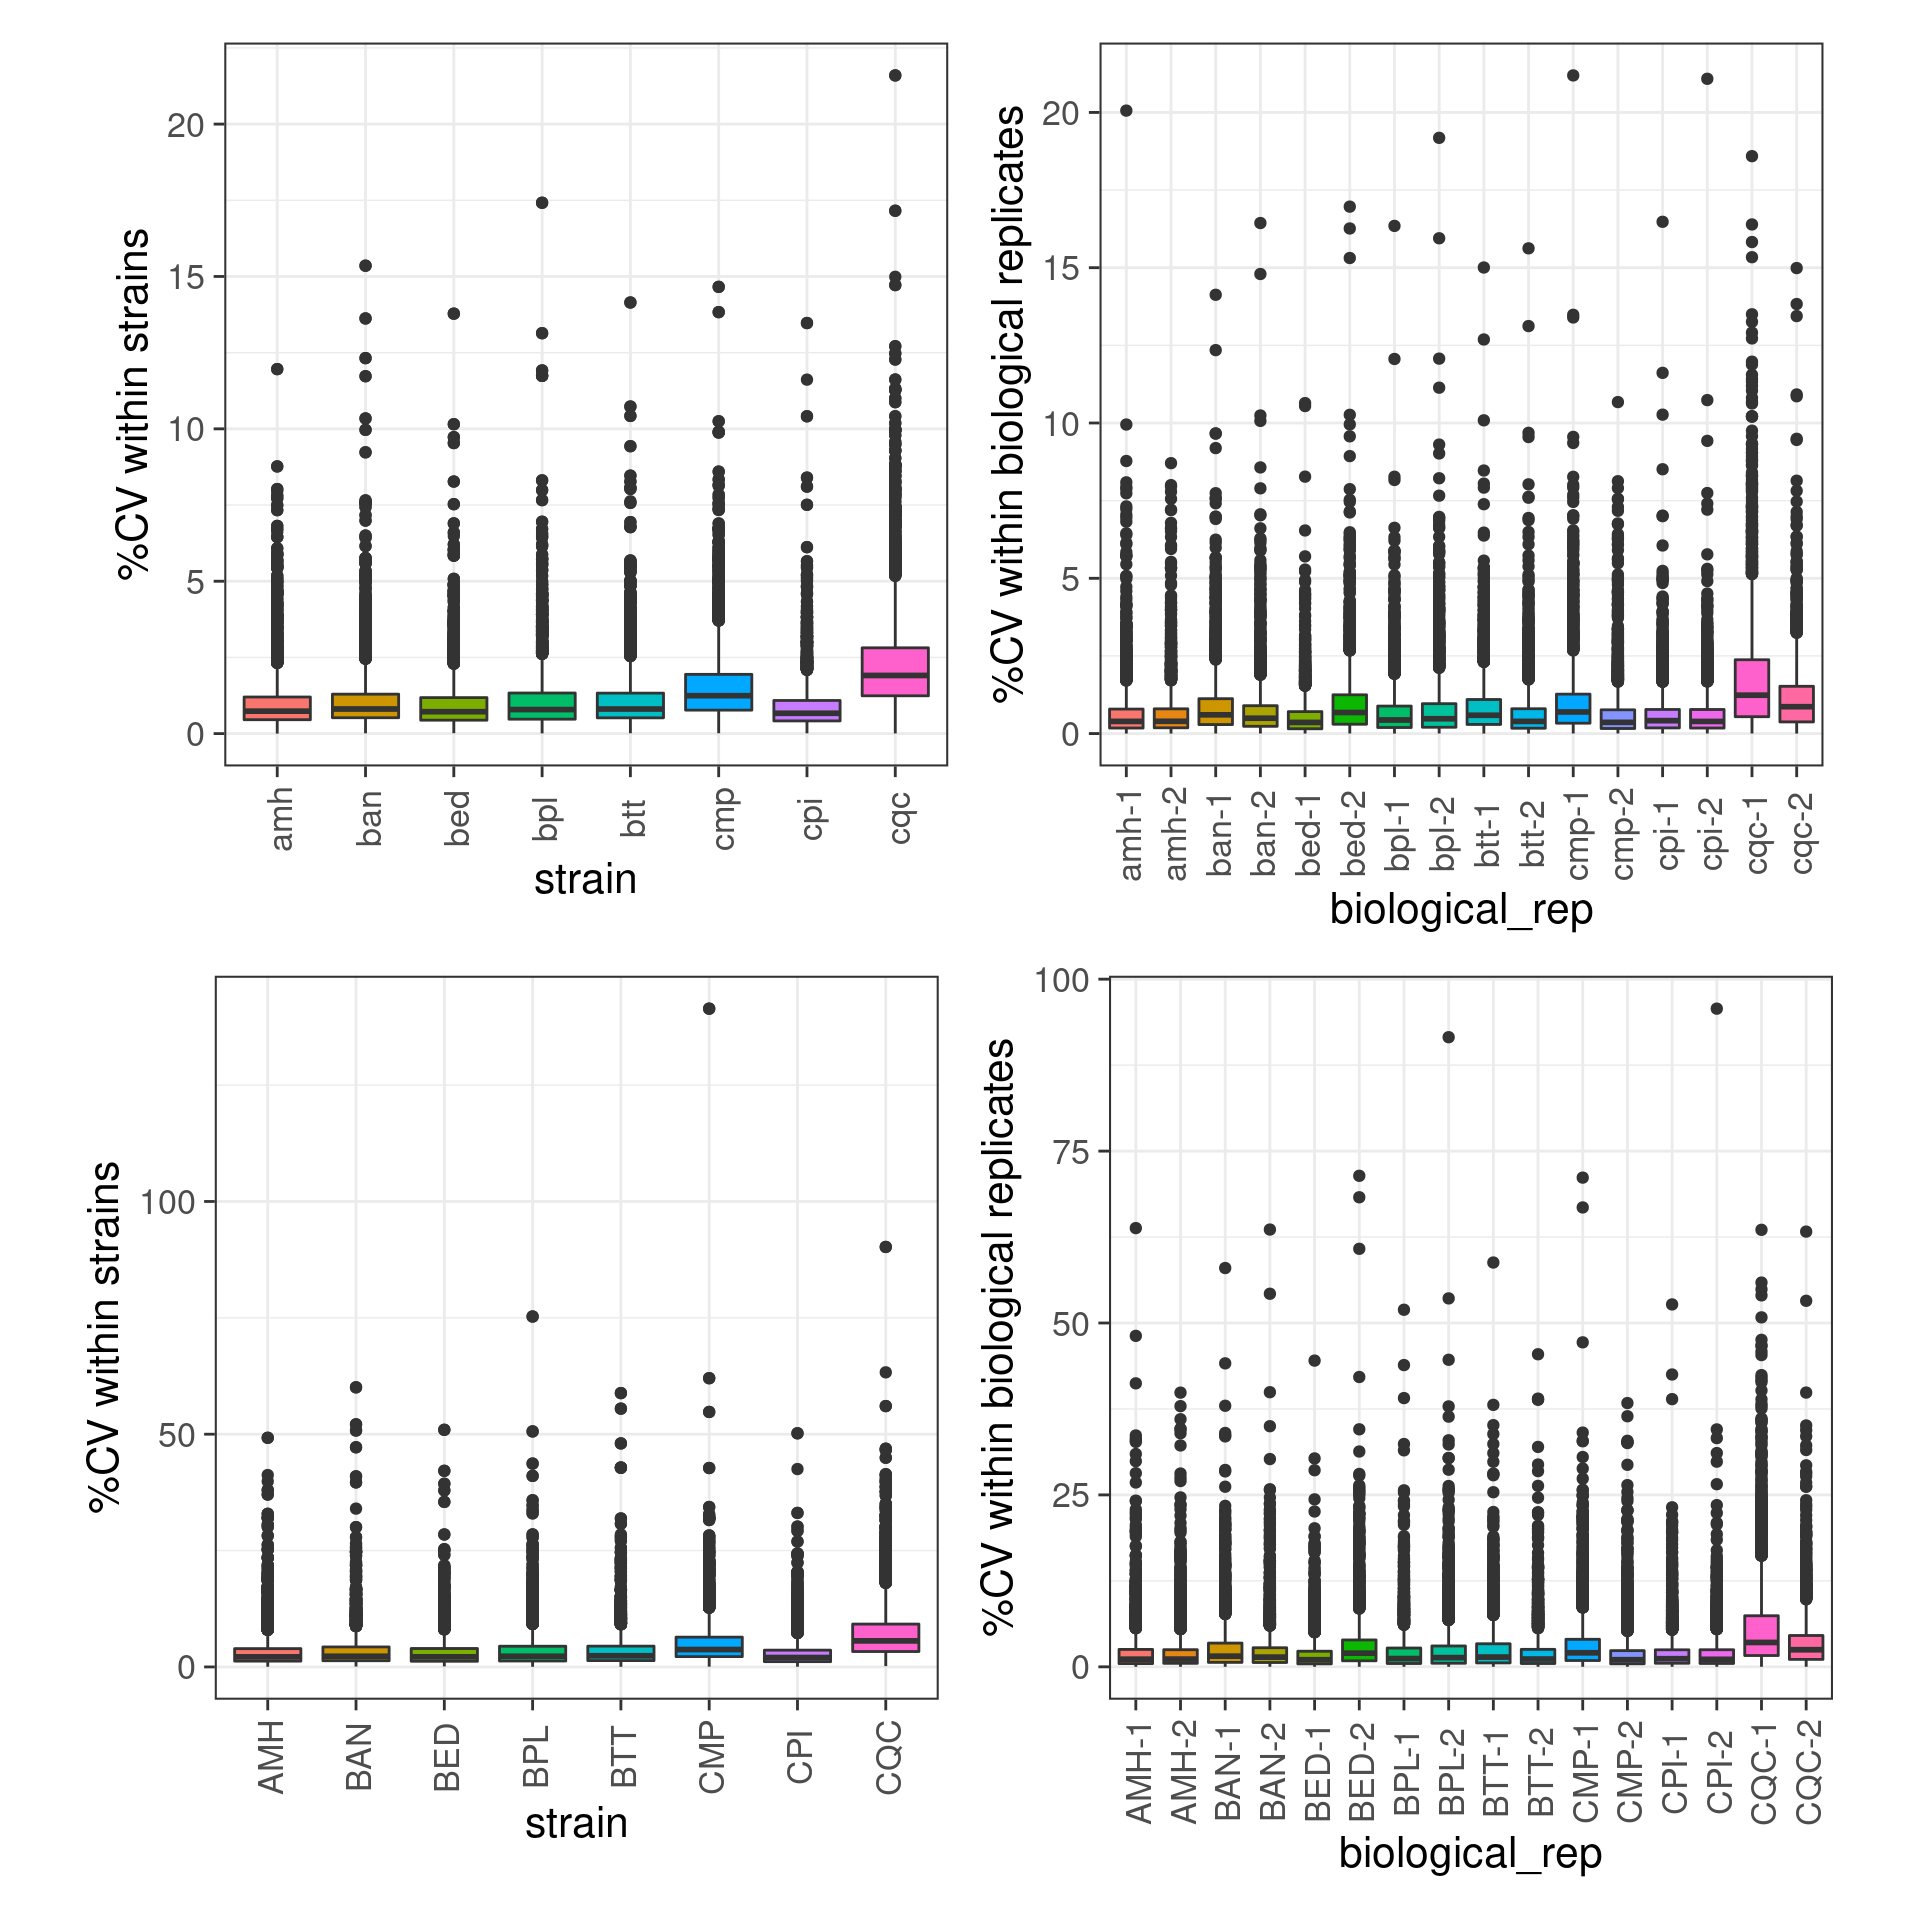 %CV within strains
20
15
10
5
0
amh ban bed bpl btt cmp cpi cqc
strain
%CV within biological replicates
20
15
10
5
0
amh-1 amh-2 ban-1 ban-2 bed-1 bed-2 bpl-1 bpl-2 btt-1 btt-2 cmp-1 cmp-2 cpi-1 cpi-2 cqc-1 cqc-2
biological_rep
%CV within strains
100
50
0
AMH BAN BED BPL BTT CMP CPI CQC
strain
%CV within biological replicates
100
75
50
25
0
AMH-1 AMH-2 BAN-1 BAN-2 BED-1 BED-2 BPL-1 BPL-2 BTT-1 BTT-2 CMP-1 CMP-2 CPI-1 CPI-2 CQC-1 CQC-2
biological_rep